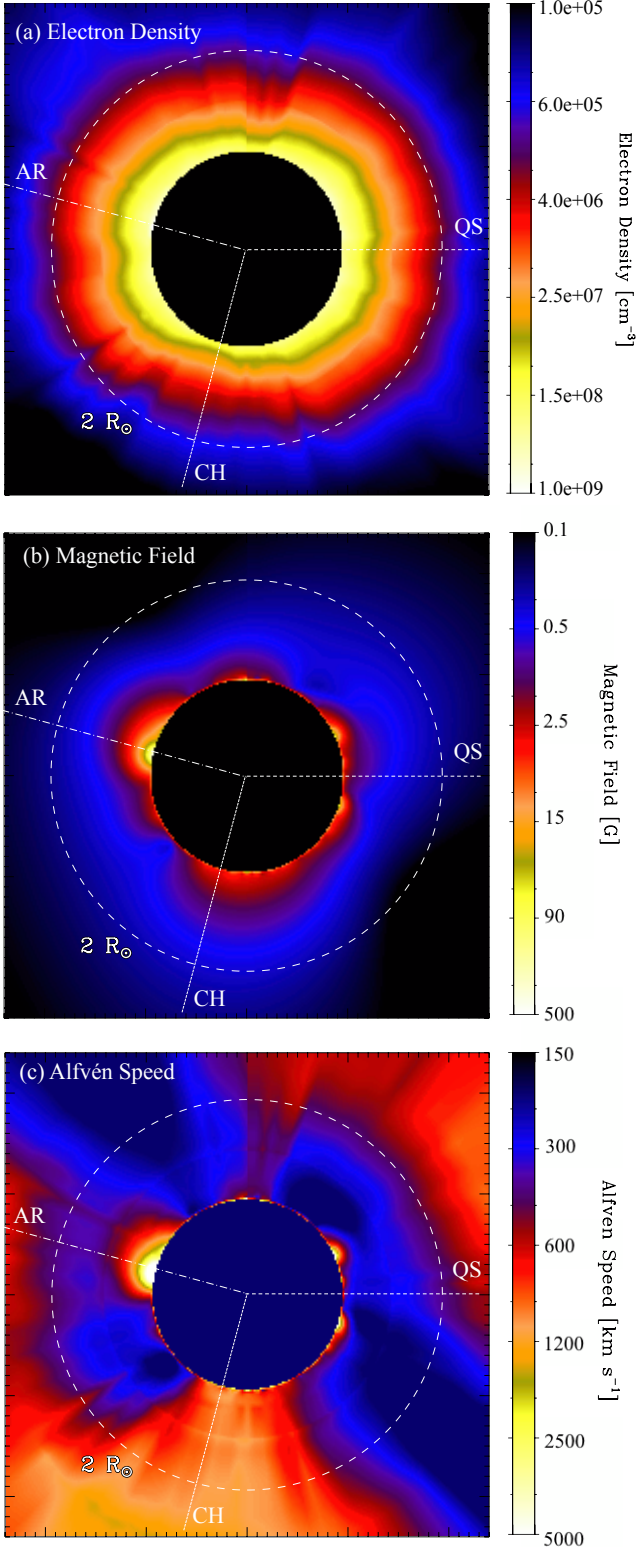 (a) Electron Density
AR
QS
2 R⊙
CH
1.0e+05
6.0e+05
4.0e+06
2.5e+07
1.5e+08
1.0e+09
Electron Density [cm⁻³]
(b) Magnetic Field
AR
QS
2 R⊙
CH
0.1
0.5
2.5
15
90
500
Magnetic Field [G]
(c) Alfvén Speed
AR
QS
2 R⊙
CH
150
300
600
1200
2500
5000
Alfven Speed [km s⁻¹]